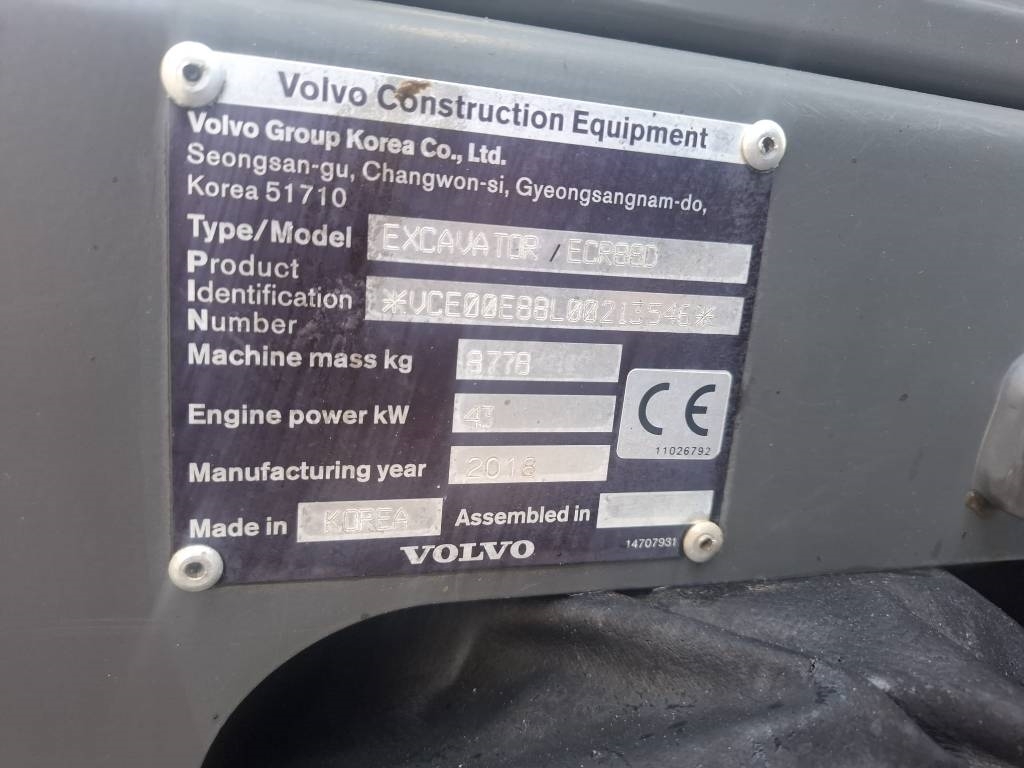 Volvo Construction Equipment
Volvo Group Korea Co., Ltd.
Seongsan-gu, Changwon-si, Gyeongsangnam-do,
Korea 51710
Type/Model EXCAVATOR / ECR88D
Product
Identification *VCE00E88L00213546*
Number
Machine mass kg 8778
Engine power kW 43
CE
11026792
Manufacturing year 2018
Made in KOREA Assembled in
VOLVO 14707931